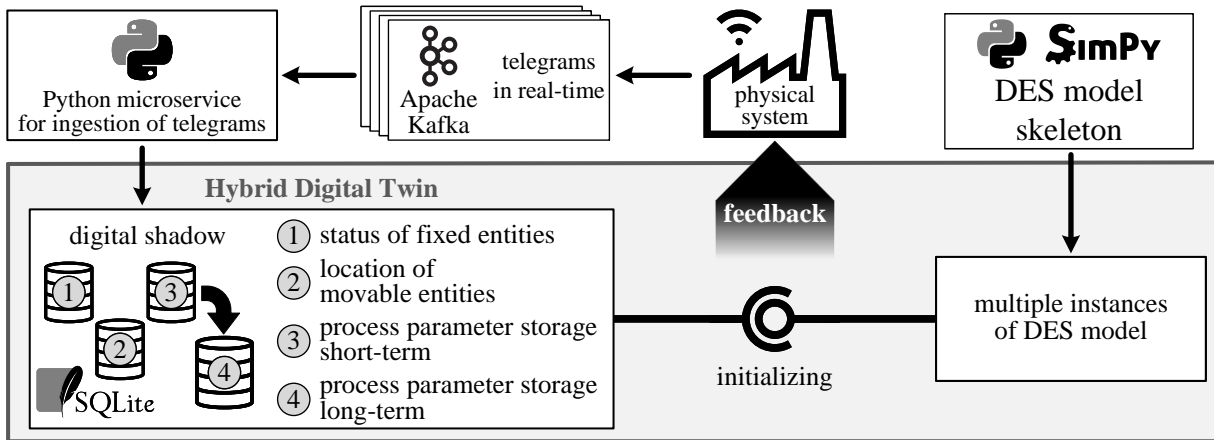 Python microservice
for ingestion of telegrams
Apache
Kafka
telegrams
in real-time
physical
system
SimPy
DES model
skeleton
Hybrid Digital Twin
digital shadow
1
2
3
4
SQLite
1 status of fixed entities
2 location of
movable entities
3 process parameter storage
short-term
4 process parameter storage
long-term
feedback
initializing
multiple instances
of DES model